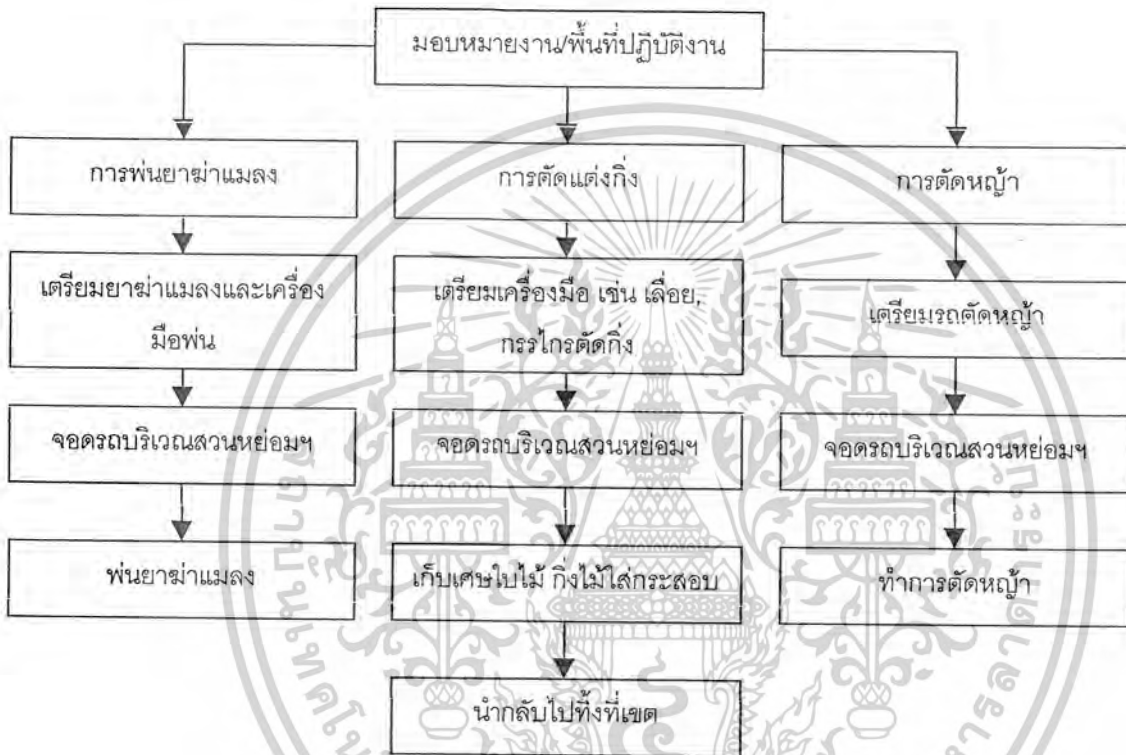 มอบหมายงาน/พื้นที่ปฏิบัติงาน
การพ่นยาฆ่าแมลง
การตัดแต่งกิ่ง
การตัดหญ้า
เตรียมยาฆ่าแมลงและเครื่อง
มือพ่น
เตรียมเครื่องมือ เช่น เลื่อย,
กรรไกรตัดกิ่ง
เตรียมรถตัดหญ้า
จอดรถบริเวณสวนหย่อมฯ
จอดรถบริเวณสวนหย่อมฯ
จอดรถบริเวณสวนหย่อมฯ
พ่นยาฆ่าแมลง
เก็บเศษใบไม้ กิ่งไม้ใส่กระสอบ
ทำการตัดหญ้า
นำกลับไปทิ้งที่เขต